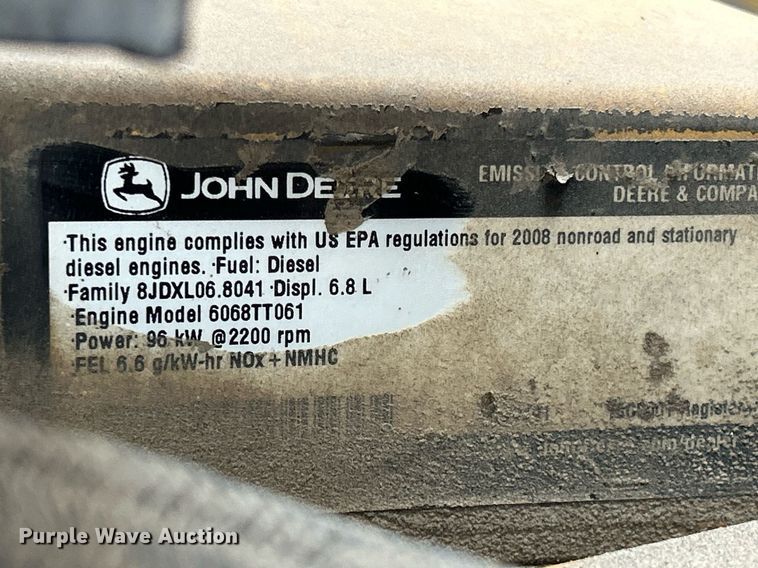 JOHN DEERE
EMISSION CONTROL INFORMATI
DEERE & COMPA
·This engine complies with US EPA regulations for 2008 nonroad and stationary
diesel engines. ·Fuel: Diesel
·Family 8JDXL06.8041 ·Displ. 6.8 L
·Engine Model 6068TT061
·Power: 96 kW @2200 rpm
·FEL 6.6 g/kW-hr NOx+NMHC
Register
Purple Wave Auction